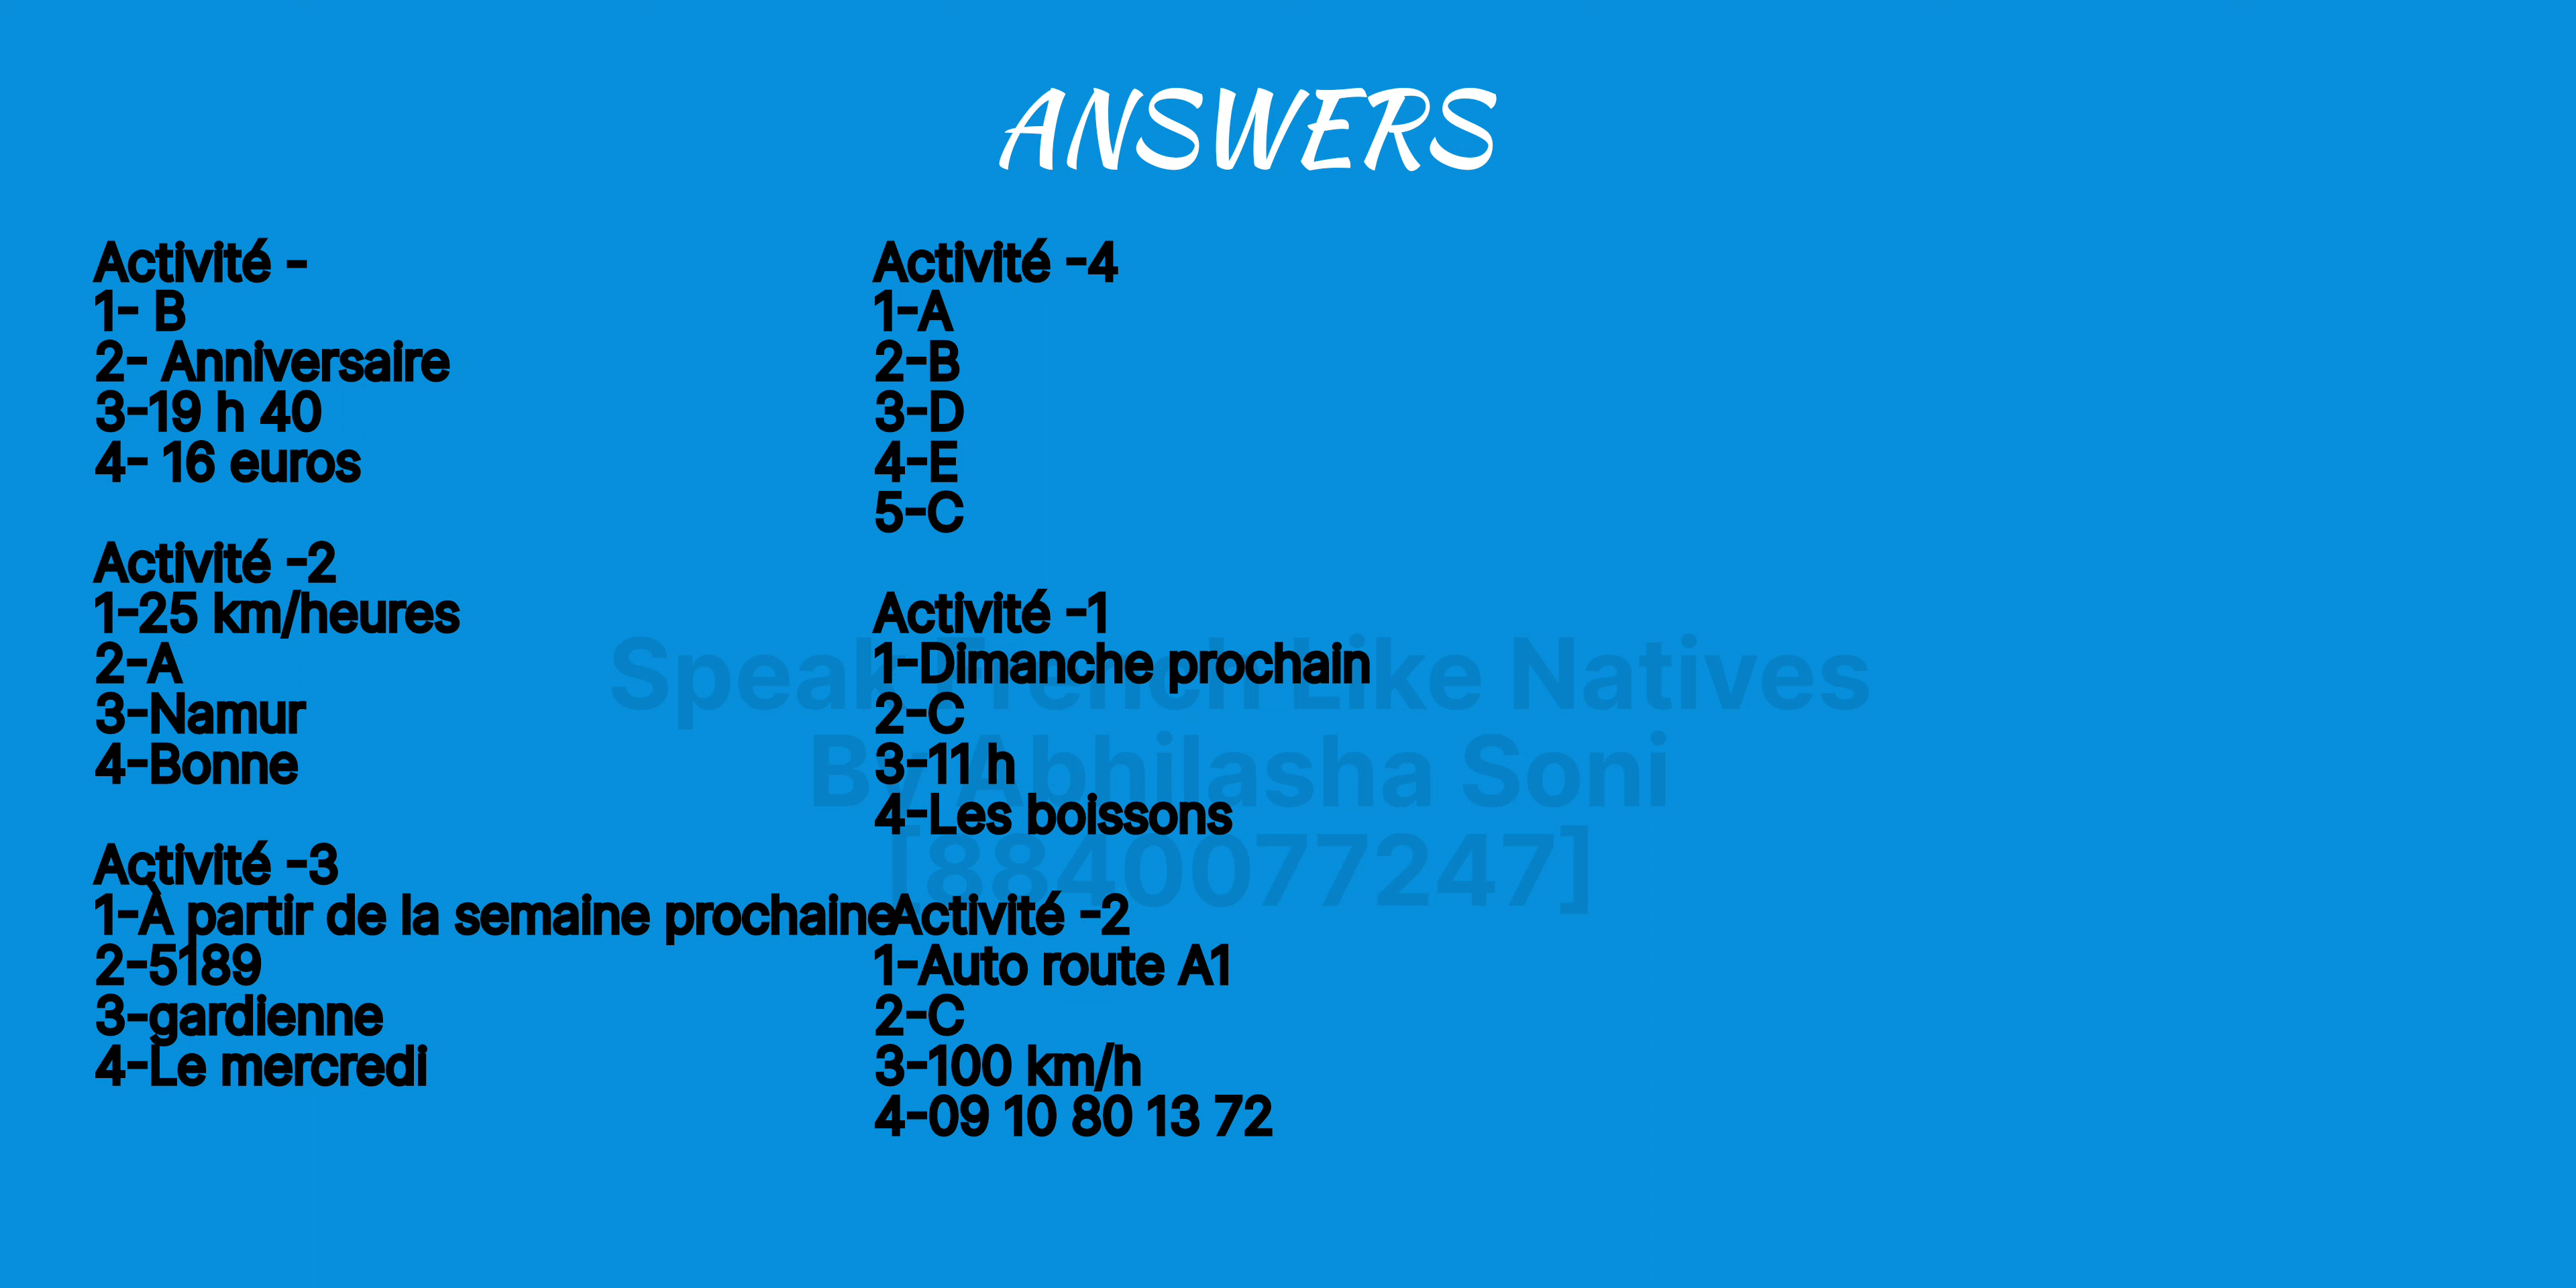 ANSWERS
Activité -
1- B
2- Anniversaire
3-19 h 40
4- 16 euros
Activité -2
1-25 km/heures
2-A
3-Namur
4-Bonne
Activité -3
1-À partir de la semaine prochaine
2-5189
3-gardienne
4-Le mercredi
Activité -4
1-A
2-B
3-D
4-E
5-C
Activité -1
1-Dimanche prochain
2-C
3-11 h
4-Les boissons
Activité -2
1-Auto route A1
2-C
3-100 km/h
4-09 10 80 13 72
Speak French Like Natives
By Abhilasha Soni
[8840077247]